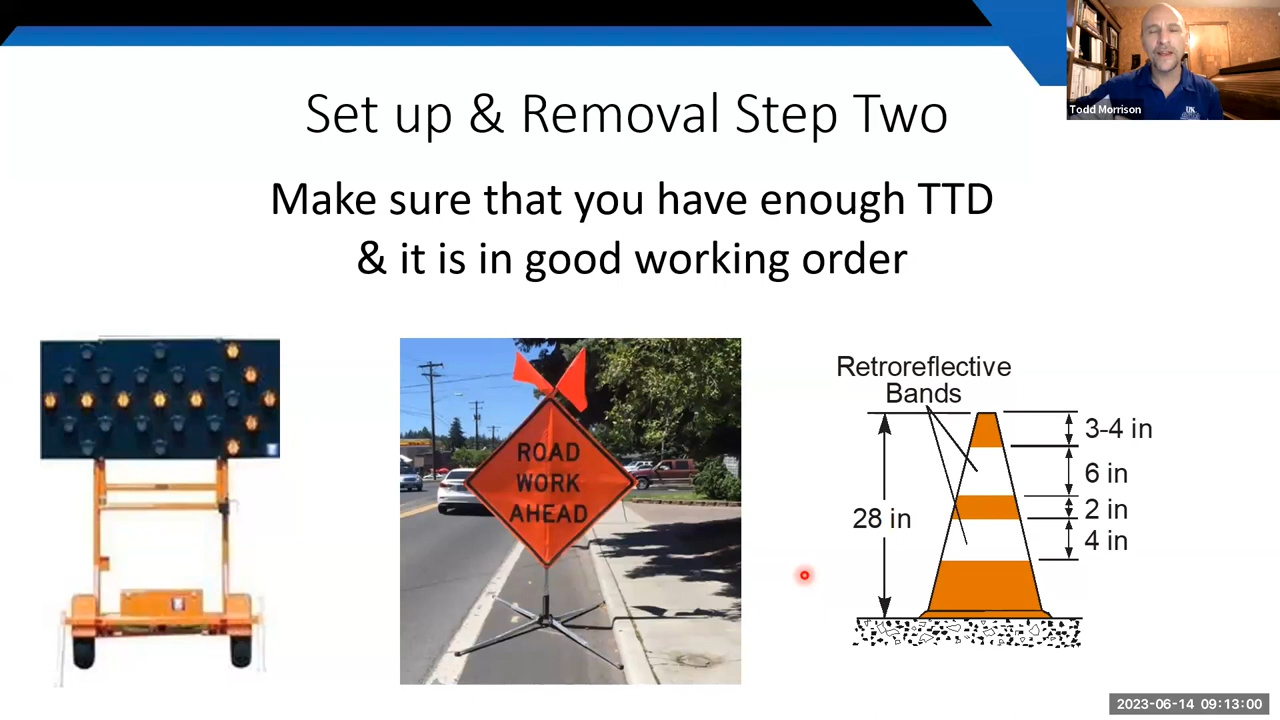 Set up & Removal Step Two
Todd Morrison
UK
Make sure that you have enough TTD
& it is in good working order
ROAD
WORK
AHEAD
Retroreflective
Bands
28 in
3-4 in
6 in
2 in
4 in
2023-06-14 09:13:00